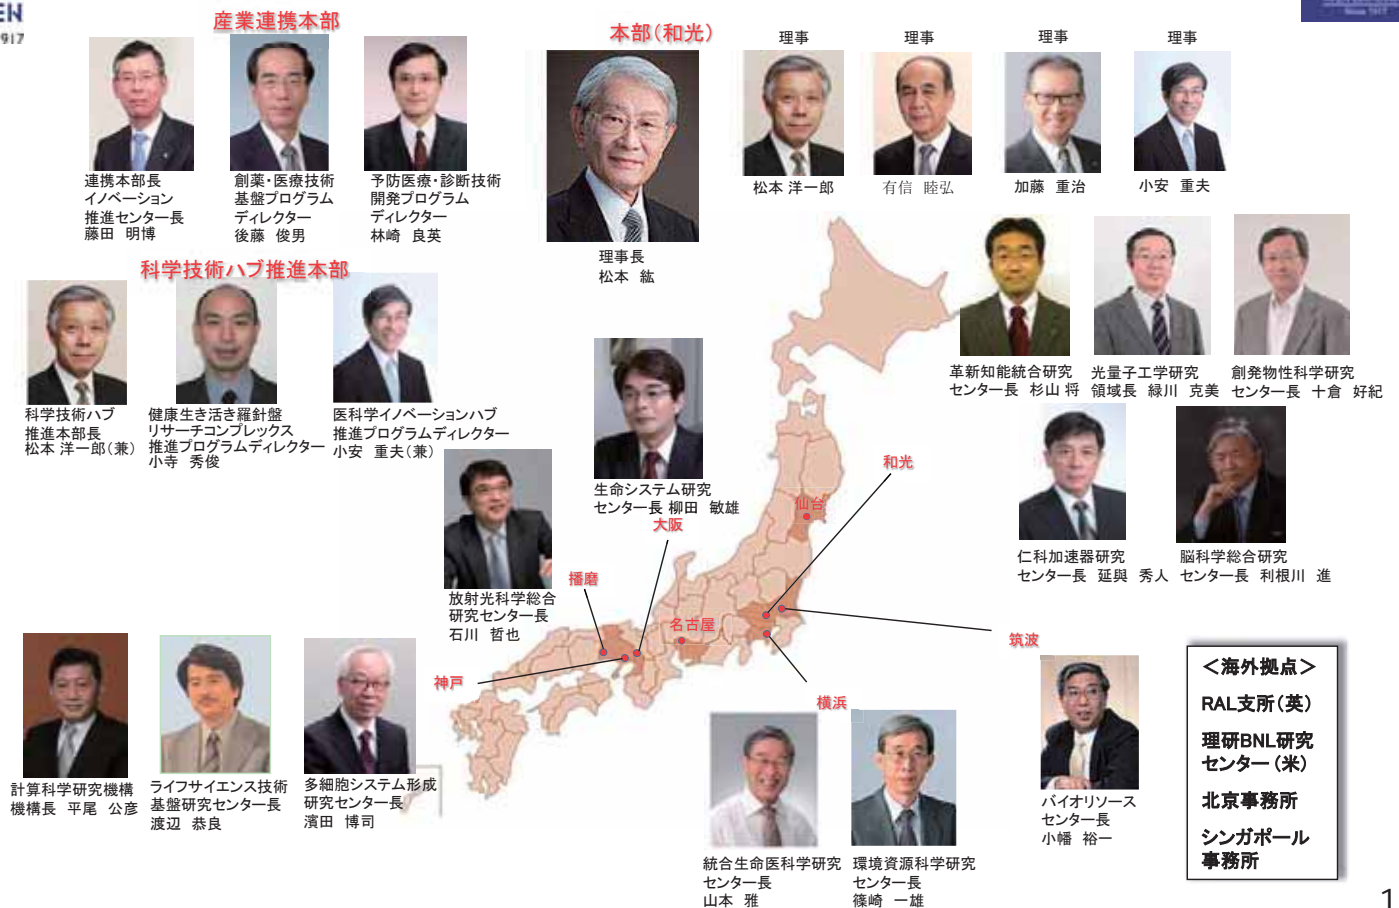 EN
917
Since 1917
産業連携本部
連携本部長
イノベーション
推進センター長
藤田 明博
創薬・医療技術
基盤プログラム
ディレクター
後藤 俊男
予防医療・診断技術
開発プログラム
ディレクター
林崎 良英
本部(和光)
理事長
松本 紘
理事
松本 洋一郎
理事
有信 睦弘
理事
加藤 重治
理事
小安 重夫
科学技術ハブ推進本部
科学技術ハブ
推進本部長
松本 洋一郎(兼)
健康生き活き羅針盤
リサーチコンプレックス
推進プログラムディレクター
小寺 秀俊
医科学イノベーションハブ
推進プログラムディレクター
小安 重夫(兼)
革新知能統合研究
センター長 杉山 将
光量子工学研究
領域長 緑川 克美
創発物性科学研究
センター長 十倉 好紀
生命システム研究
センター長 柳田 敏雄
大阪
和光
仙台
仁科加速器研究
センター長 延與 秀人
脳科学総合研究
センター長 利根川 進
放射光科学総合
研究センター長
石川 哲也
播磨
名古屋
筑波
神戸
横浜
計算科学研究機構
機構長 平尾 公彦
ライフサイエンス技術
基盤研究センター長
渡辺 恭良
多細胞システム形成
研究センター長
濱田 博司
統合生命医科学研究
センター長
山本 雅
環境資源科学研究
センター長
篠崎 一雄
バイオリソース
センター長
小幡 裕一
＜海外拠点＞
RAL支所(英)
理研BNL研究
センター(米)
北京事務所
シンガポール
事務所
1